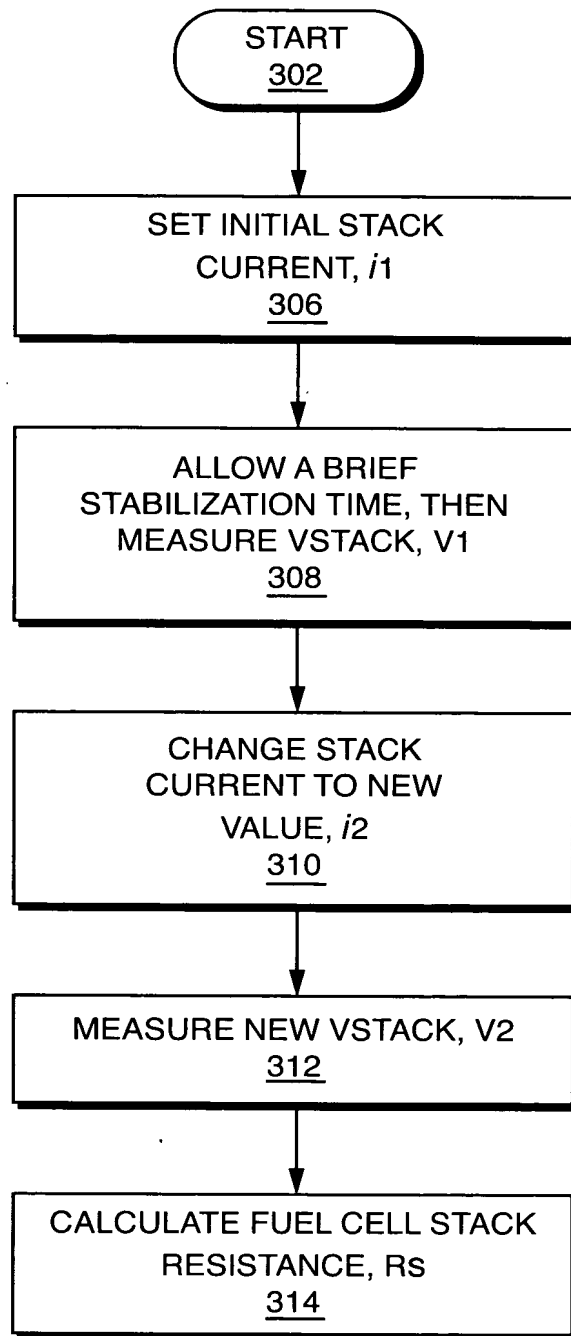 START
302
SET INITIAL STACK
CURRENT, i1
306
ALLOW A BRIEF
STABILIZATION TIME, THEN
MEASURE VSTACK, V1
308
CHANGE STACK
CURRENT TO NEW
VALUE, i2
310
MEASURE NEW VSTACK, V2
312
CALCULATE FUEL CELL STACK
RESISTANCE, Rs
314